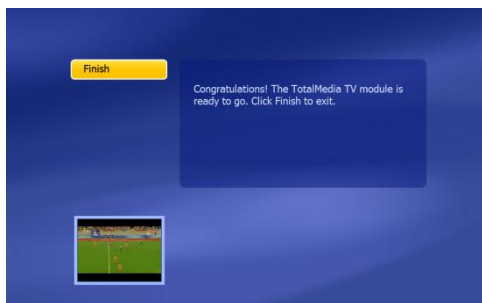 Finish
Congratulations! The TotalMedia TV module is
ready to go. Click Finish to exit.